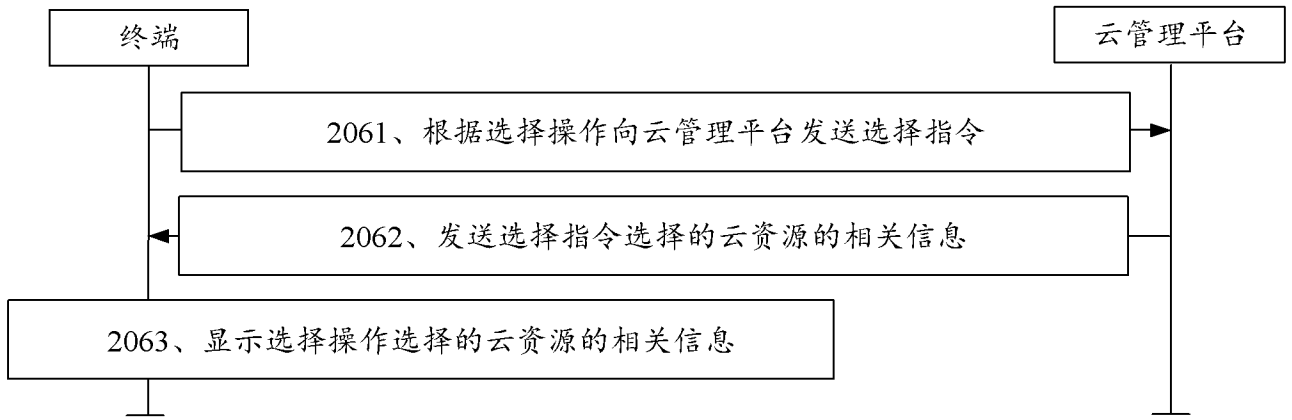 终端
云管理平台
2061、根据选择操作向云管理平台发送选择指令
2062、发送选择指令选择的云资源的相关信息
2063、显示选择操作选择的云资源的相关信息